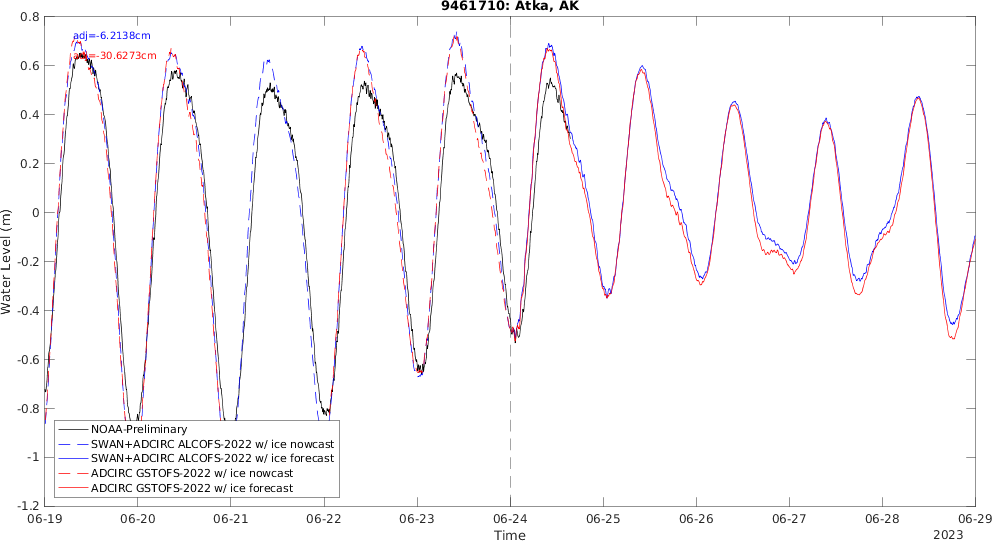 9461710: Atka, AK
0.8
0.6
0.4
0.2
0
-0.2
-0.4
-0.6
-0.8
-1
-1.2
Water Level (m)
adj=-6.2138cm
adj=-30.6273cm
NOAA-Preliminary
SWAN+ADCIRC ALCOFS-2022 w/ ice nowcast
SWAN+ADCIRC ALCOFS-2022 w/ ice forecast
ADCIRC GSTOFS-2022 w/ ice nowcast
ADCIRC GSTOFS-2022 w/ ice forecast
06-19 06-20 06-21 06-22 06-23 06-24 06-25 06-26 06-27 06-28 06-29
Time
2023